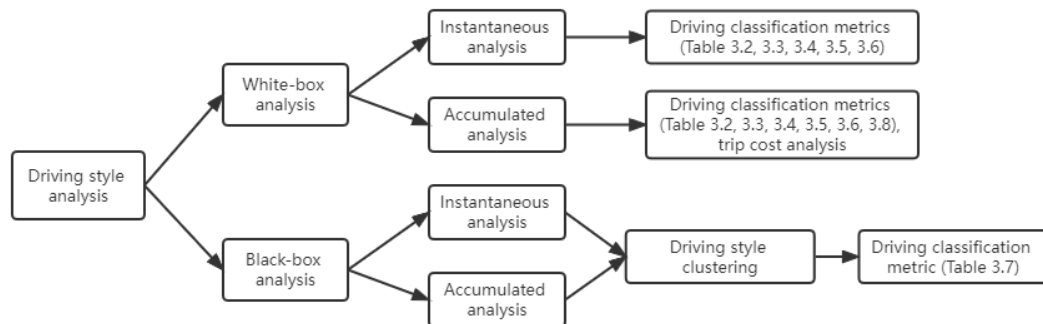 Instantaneous
analysis
Driving classification metrics
(Table 3.2, 3.3, 3.4, 3.5, 3.6)
White-box
analysis
Accumulated
analysis
Driving classification metrics
(Table 3.2, 3.3, 3.4, 3.5, 3.6, 3.8),
trip cost analysis
Driving style
analysis
Instantaneous
analysis
Black-box
analysis
Driving style
clustering
Driving classification
metric (Table 3.7)
Accumulated
analysis